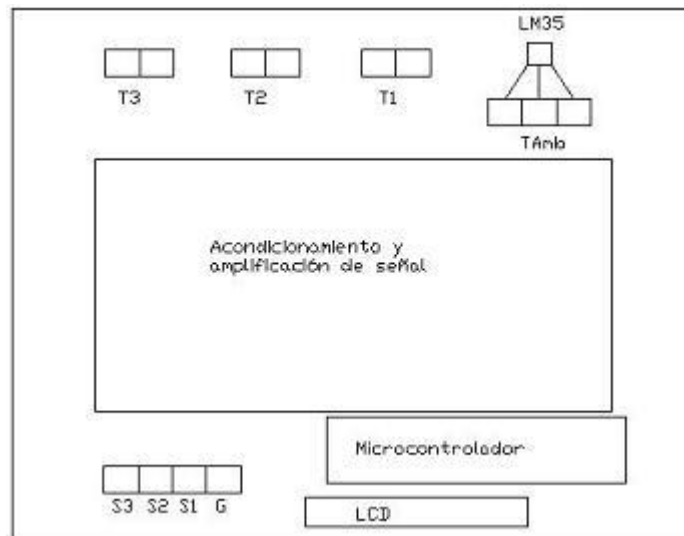 LM35
T3 T2 T1
TAmb
Acondicionamiento y
amplificación de señal
Microcontrolador
S3 S2 S1 G
LCD